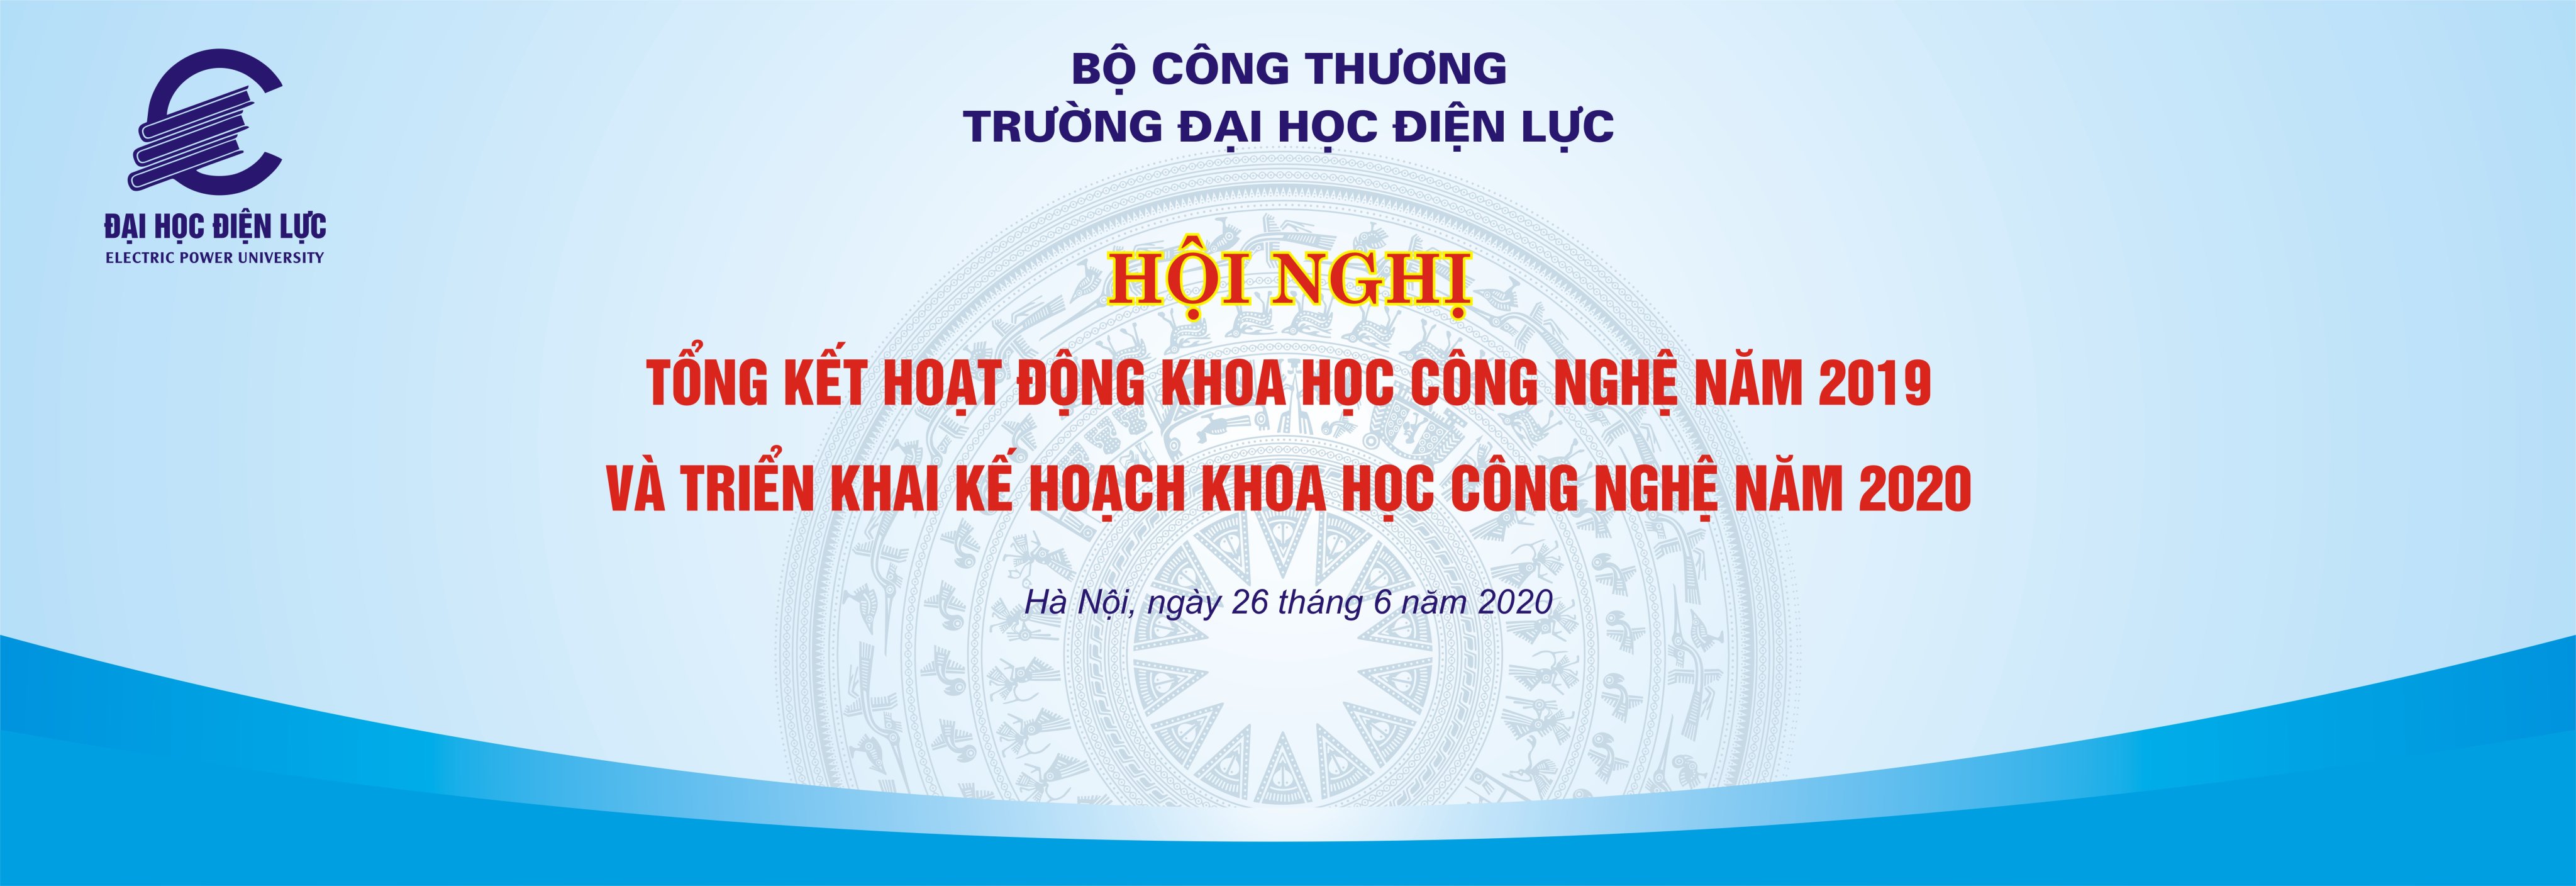 ĐẠI HỌC ĐIỆN LỰC
ELECTRIC POWER UNIVERSITY
BỘ CÔNG THƯƠNG
TRƯỜNG ĐẠI HỌC ĐIỆN LỰC
HỘI NGHỊ
TỔNG KẾT HOẠT ĐỘNG KHOA HỌC CÔNG NGHỆ NĂM 2019
VÀ TRIỂN KHAI KẾ HOẠCH KHOA HỌC CÔNG NGHỆ NĂM 2020
Hà Nội, ngày 26 tháng 6 năm 2020